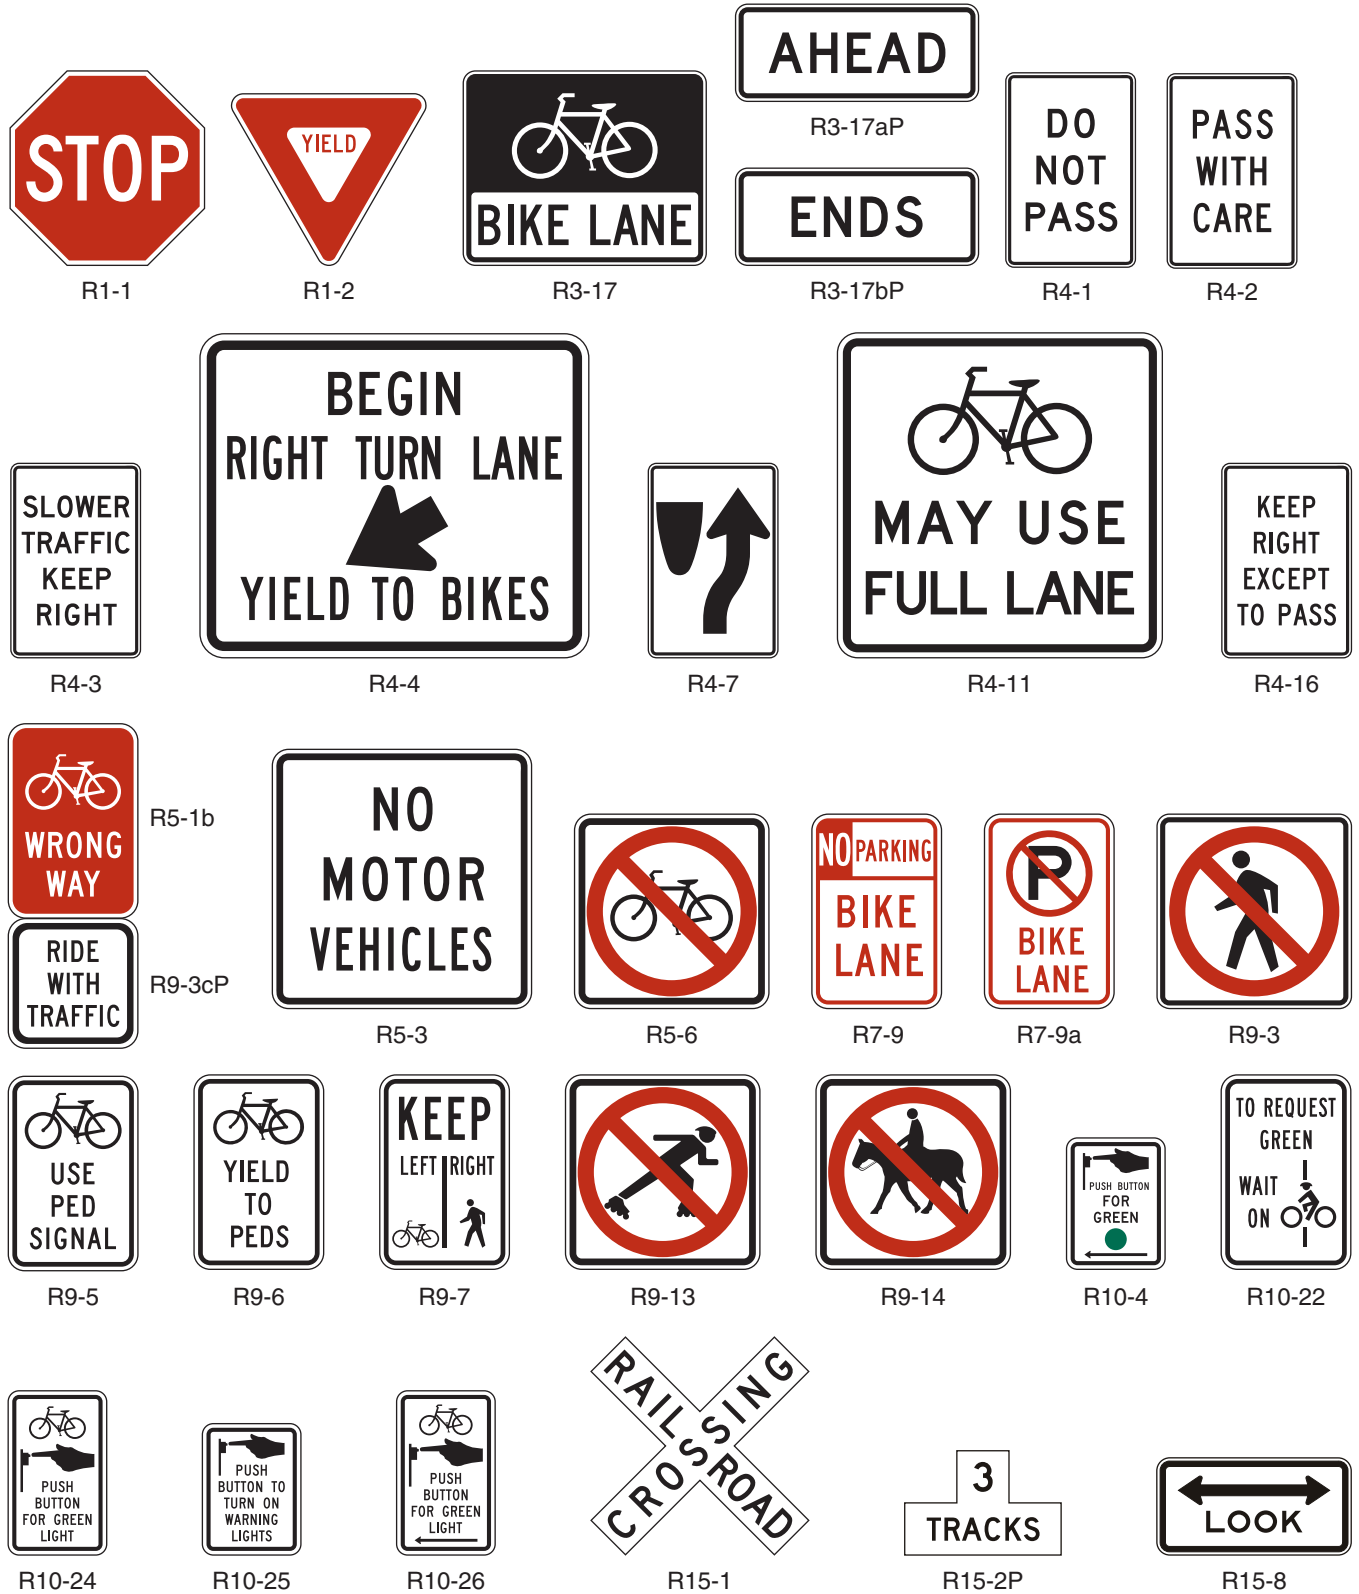 STOP
R1-1
YIELD
R1-2
BIKE LANE
R3-17
AHEAD
R3-17aP
ENDS
R3-17bP
DO
NOT
PASS
R4-1
PASS
WITH
CARE
R4-2
SLOWER
TRAFFIC
KEEP
RIGHT
R4-3
BEGIN
RIGHT TURN LANE
YIELD TO BIKES
R4-4
R4-7
MAY USE
FULL LANE
R4-11
KEEP
RIGHT
EXCEPT
TO PASS
R4-16
WRONG
WAY
R5-1b
RIDE
WITH
TRAFFIC
R9-3cP
NO
MOTOR
VEHICLES
R5-3
R5-6
NO PARKING
BIKE
LANE
R7-9
P
BIKE
LANE
R7-9a
R9-3
USE
PED
SIGNAL
R9-5
YIELD
TO
PEDS
R9-6
KEEP
LEFT RIGHT
R9-7
R9-13
R9-14
PUSH BUTTON
FOR
GREEN
R10-4
TO REQUEST
GREEN
WAIT
ON
R10-22
PUSH
BUTTON
FOR GREEN
LIGHT
R10-24
PUSH
BUTTON TO
TURN ON
WARNING
LIGHTS
R10-25
PUSH
BUTTON
FOR GREEN
LIGHT
R10-26
RAILROAD
CROSSING
R15-1
3
TRACKS
R15-2P
LOOK
R15-8